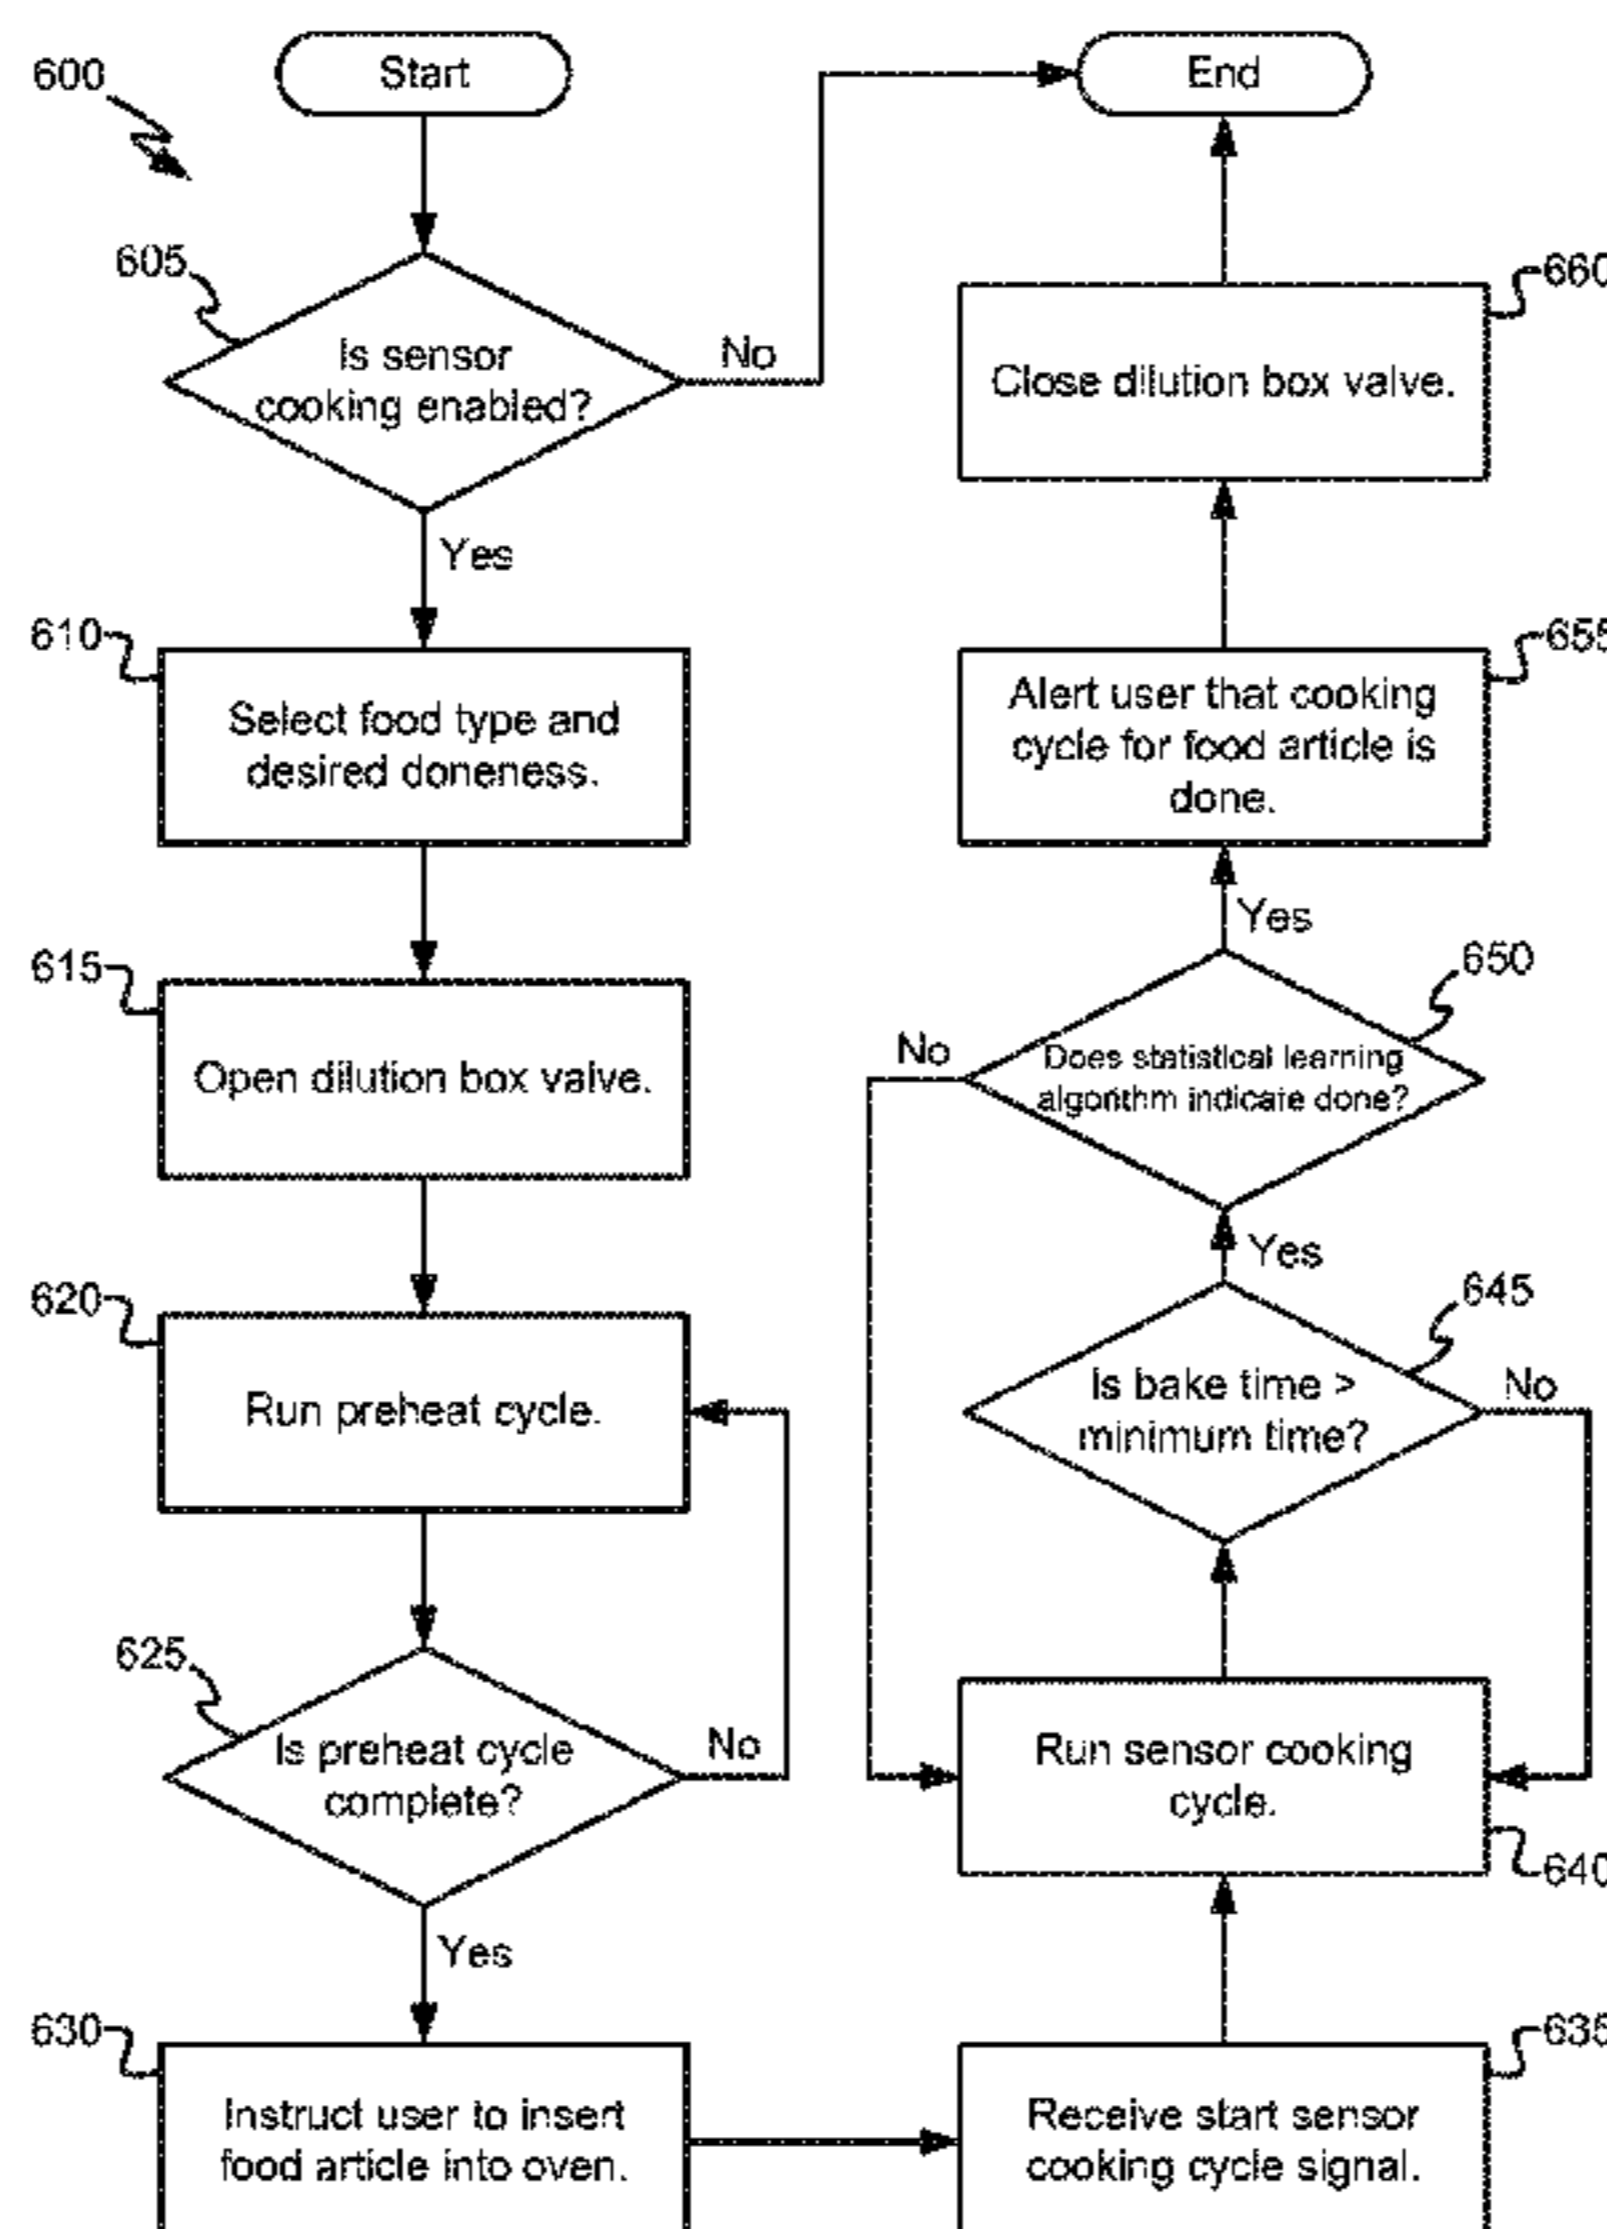 600
Start
End
605
Is sensor
cooking enabled?
No
Yes
610
Select food type and
desired doneness.
615
Open dilution box valve.
620
Run preheat cycle.
625
Is preheat cycle
complete?
No
Yes
630
Instruct user to insert
food article into oven.
635
Receive start sensor
cooking cycle signal.
640
Run sensor cooking
cycle.
645
Is bake time >
minimum time?
No
Yes
650
Does statistical learning
algorithm indicate done?
No
Yes
655
Alert user that cooking
cycle for food article is
done.
660
Close dilution box valve.